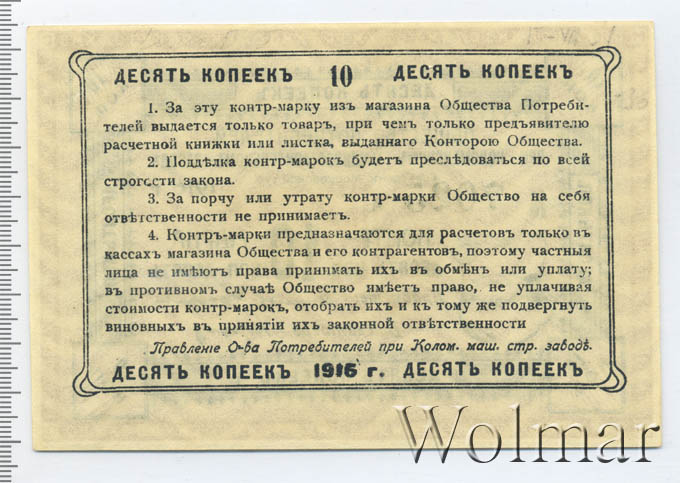 ДЕСЯТЬ КОПЕЕКЪ 10 ДЕСЯТЬ КОПЕЕКЪ
1. За эту контр-марку изъ магазина Общества Потреби-
телей выдается только товаръ, при чемъ только предъявителю
расчетной книжки или листка, выданнаго Конторою Общества.
2. Поддѣлка контр-марокъ будетъ преслѣдоваться по всей
строгости закона.
3. За порчу или утрату контр-марки Общество на себя
отвѣтственности не принимаетъ.
4. Контръ-марки предназначаются для расчетовъ только въ
кассахъ магазина Общества и его контрагентовъ, поэтому частныя
лица не имѣютъ права принимать ихъ въ обмѣнъ или уплату;
въ противномъ случаѣ Общество имѣетъ право, не уплачивая
стоимости контр-марокъ, отобрать ихъ и къ тому же подвергнуть
виновныхъ въ принятіи ихъ законной отвѣтственности
Правленіе О-ва Потребителей при Колом. маш. стр. заводѣ.
ДЕСЯТЬ КОПЕЕКЪ 1916 г. ДЕСЯТЬ КОПЕЕКЪ
Wolmar